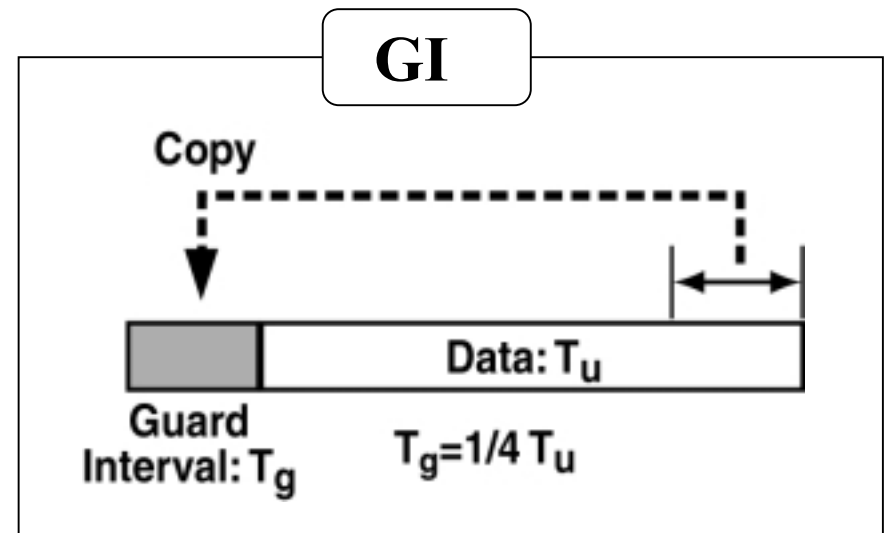 GI
Copy
Data: Tu
Guard
Interval: Tg
Tg=1/4 Tu